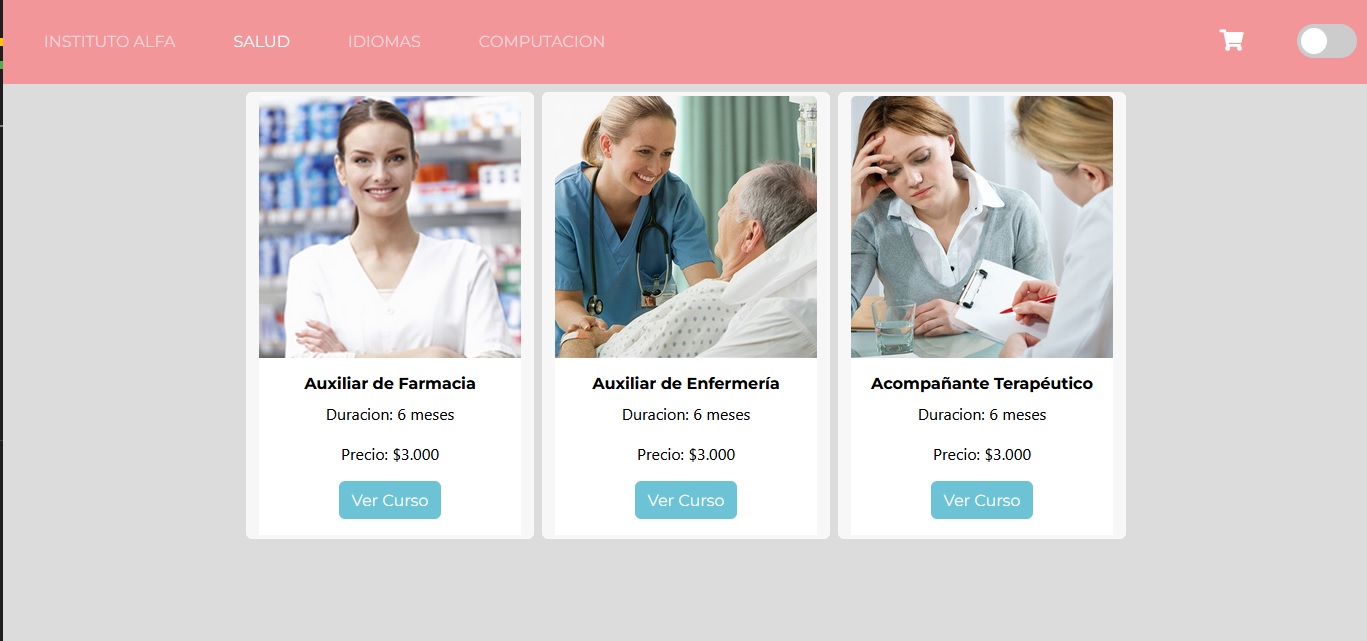 INSTITUTO ALFA SALUD IDIOMAS COMPUTACION
Auxiliar de Farmacia
Duracion: 6 meses
Precio: $3.000
Ver Curso
Auxiliar de Enfermería
Duracion: 6 meses
Precio: $3.000
Ver Curso
Acompañante Terapéutico
Duracion: 6 meses
Precio: $3.000
Ver Curso